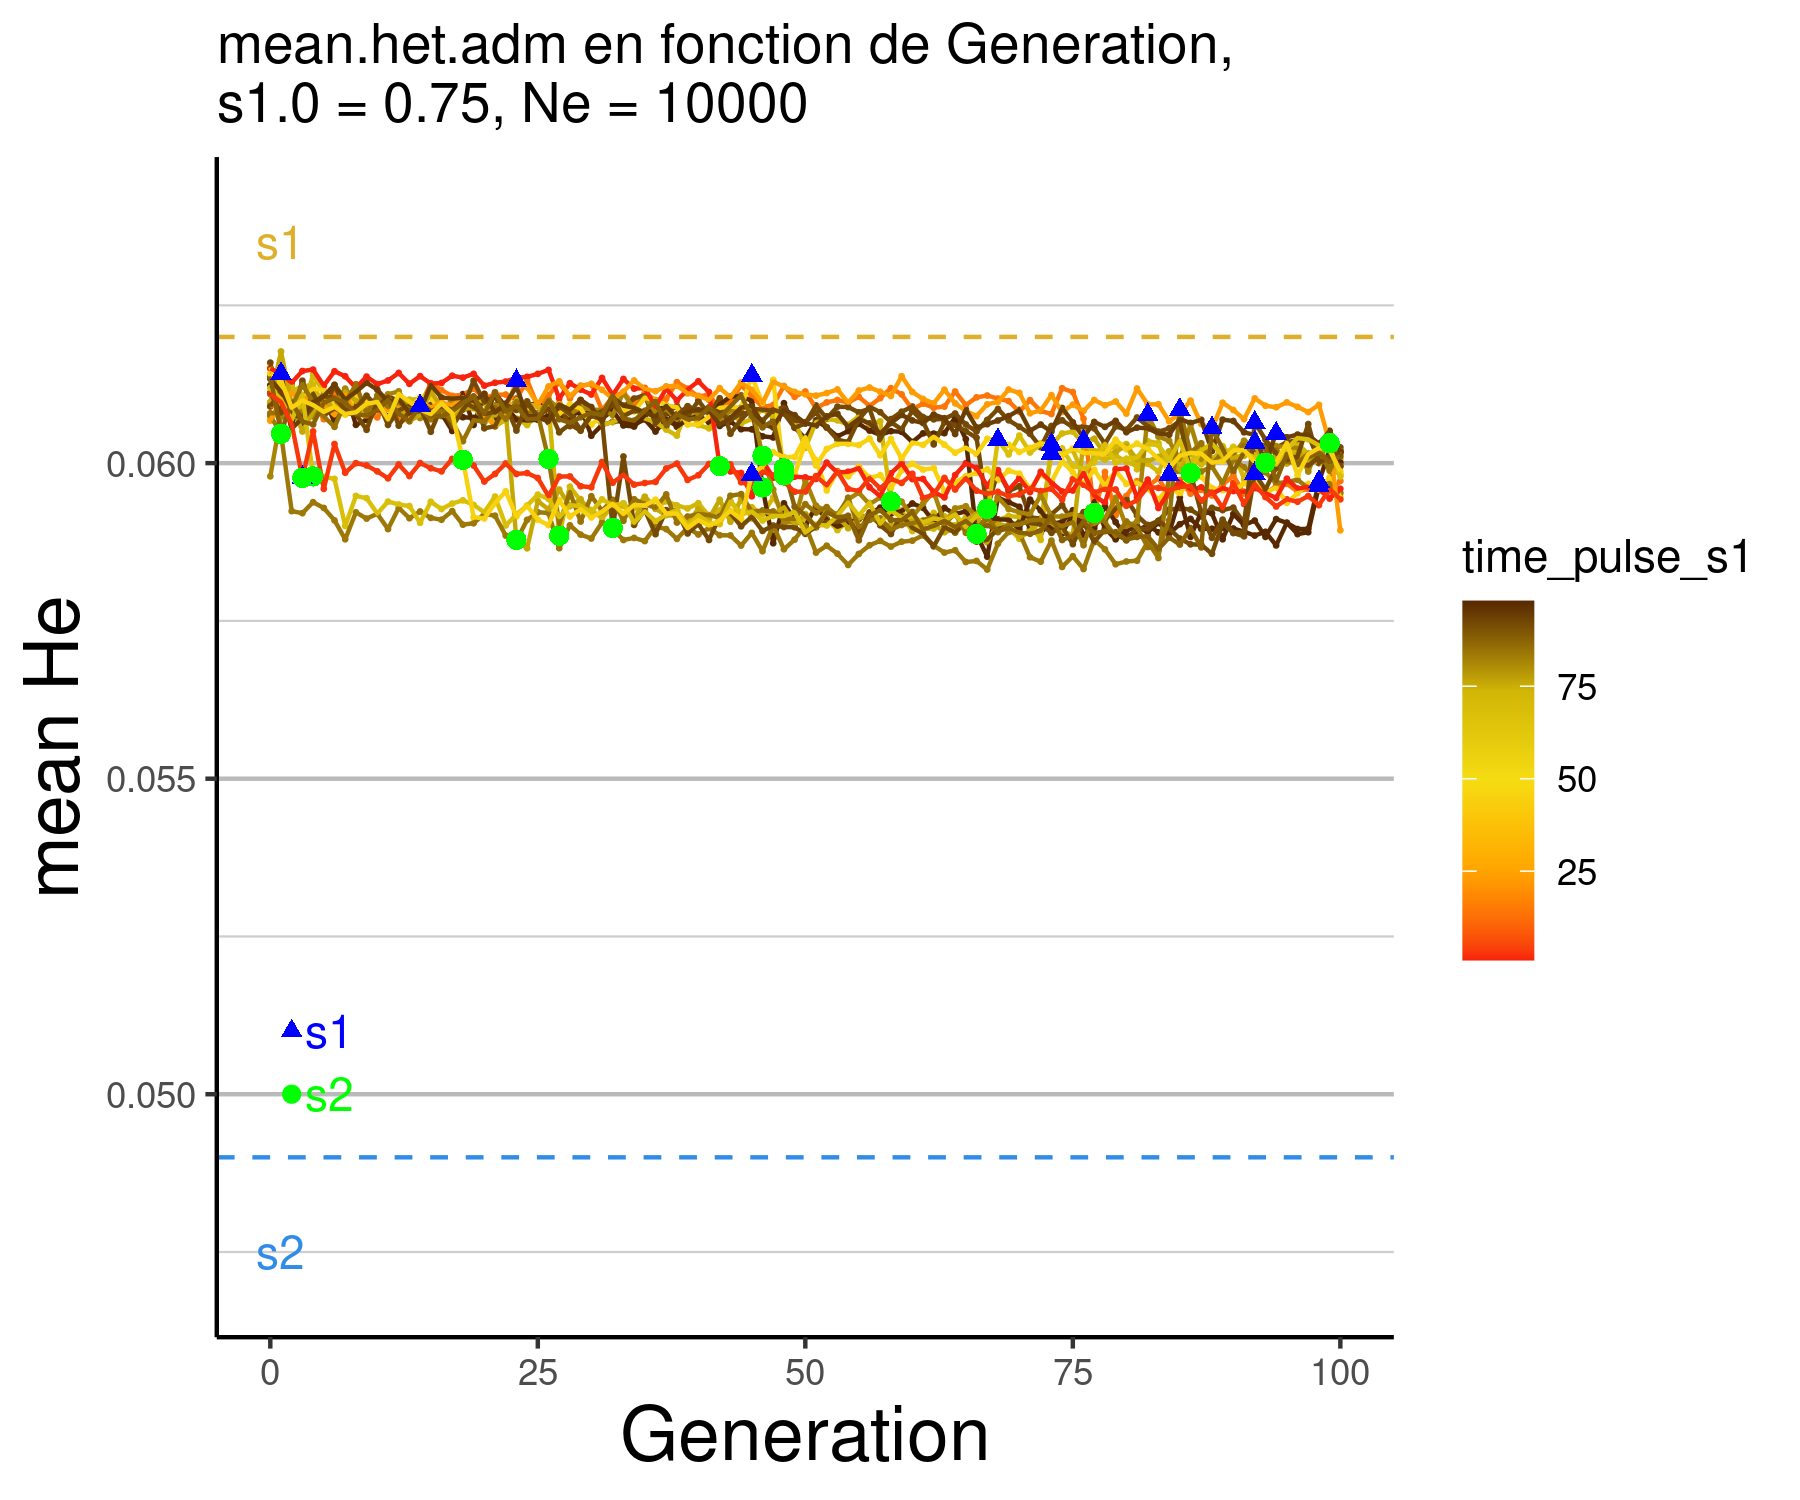 mean.het.adm en fonction de Generation,
s1.0 = 0.75, Ne = 10000
s1
0.060
0.055
0.050
mean He
s1
s2
s2
0
25
50
75
100
Generation
time_pulse_s1
75
50
25